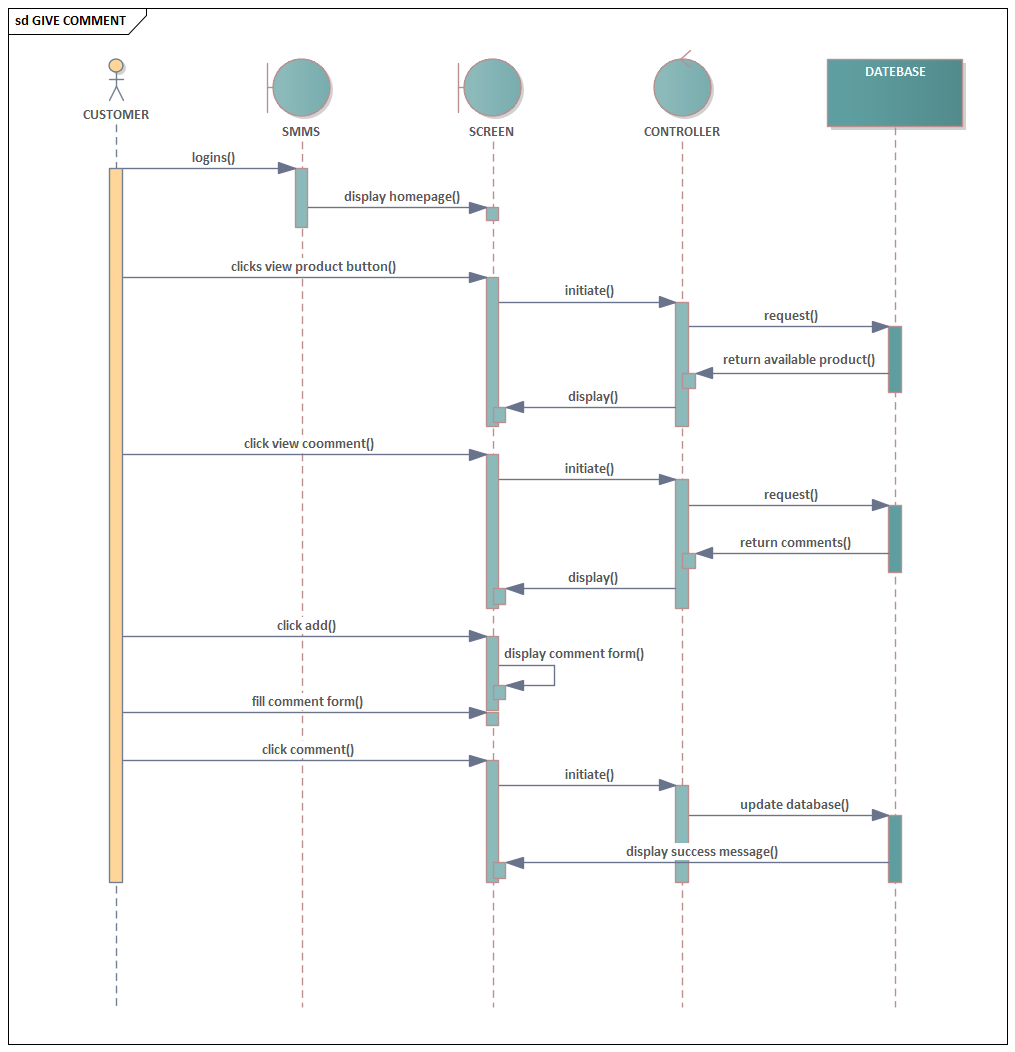 sd GIVE COMMENT
DATEBASE
CUSTOMER
SMMS
SCREEN
CONTROLLER
logins()
display homepage()
clicks view product button()
initiate()
request()
return available product()
display()
click view coomment()
initiate()
request()
return comments()
display()
click add()
display comment form()
fill comment form()
click comment()
initiate()
update database()
display success message()